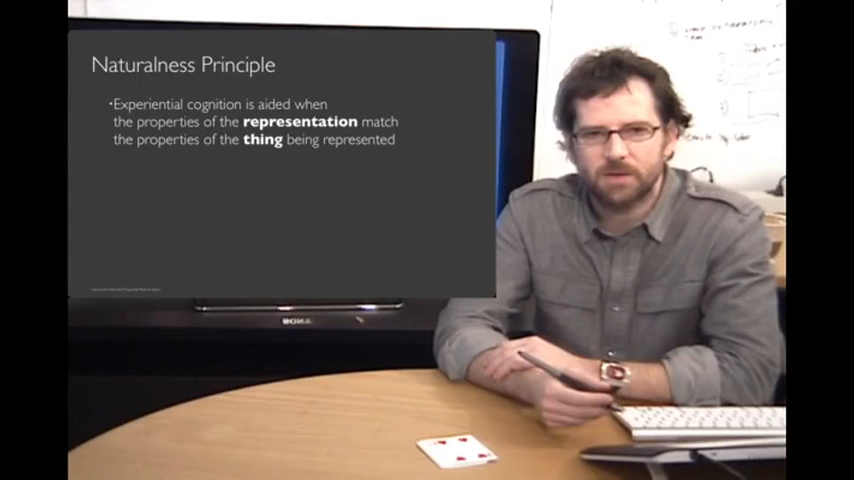 Naturalness Principle
•Experiential cognition is aided when
the properties of the representation match
the properties of the thing being represented